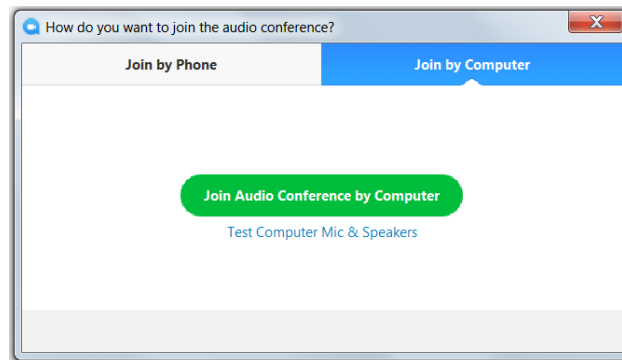 How do you want to join the audio conference?
Join by Phone
Join by Computer
Join Audio Conference by Computer
Test Computer Mic & Speakers